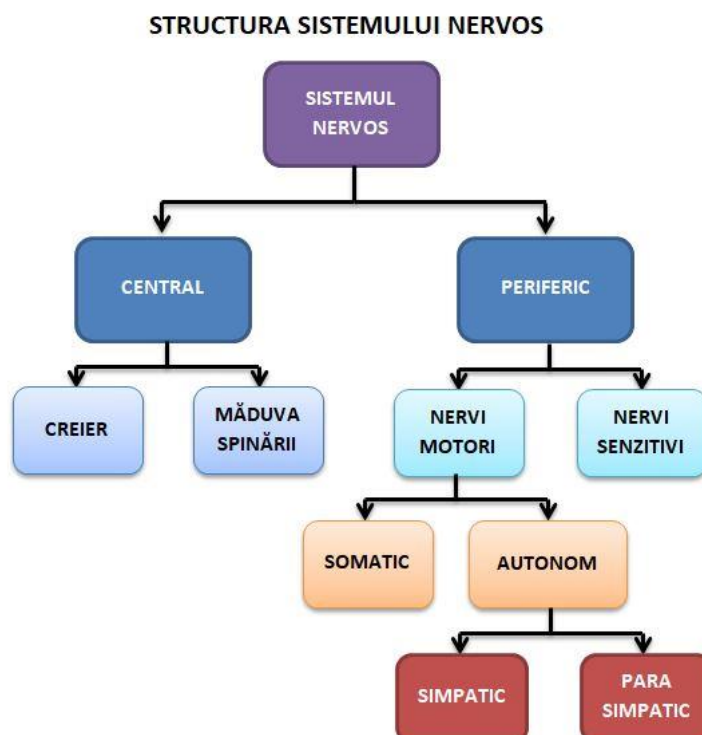 STRUCTURA SISTEMULUI NERVOS
SISTEMUL
NERVOS
CENTRAL
PERIFERIC
CREIER
MĂDUVA
SPINĂRII
NERVI
MOTORI
NERVI
SENZITIVI
SOMATIC
AUTONOM
SIMPATIC
PARA
SIMPATIC